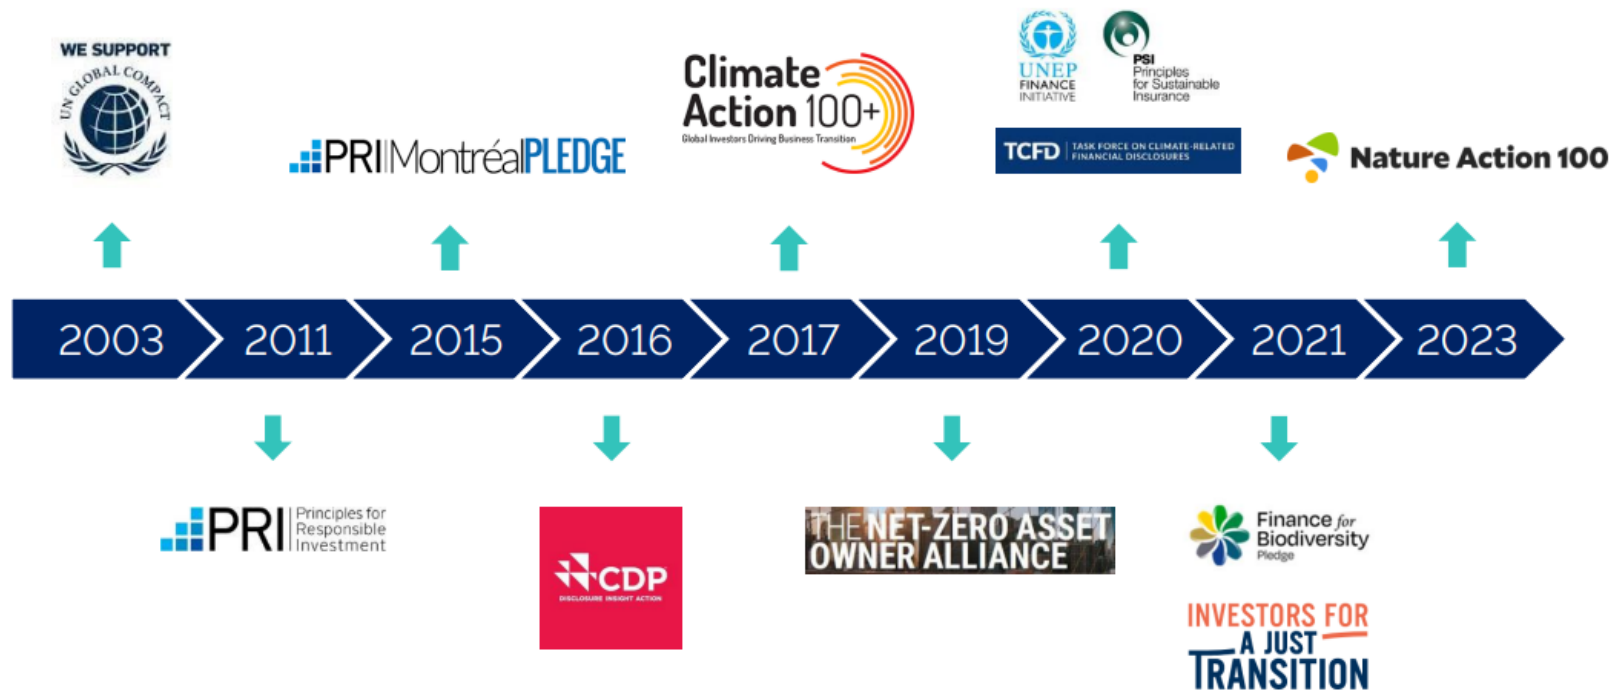 WE SUPPORT
UN GLOBAL COMPACT
PRI Montréal PLEDGE
Climate
Action 100+
Global Investors Driving Business Transition
UNEP
FINANCE
INITIATIVE
PSI
Principles
for Sustainable
Insurance
TCFD
TASK FORCE ON CLIMATE-RELATED
FINANCIAL DISCLOSURES
Nature Action 100
2003
2011
2015
2016
2017
2019
2020
2021
2023
PRI
Principles for
Responsible
Investment
CDP
DISCLOSURE INSIGHT ACTION
THE NET-ZERO ASSET
OWNER ALLIANCE
Finance for
Biodiversity
Pledge
INVESTORS FOR
A JUST
TRANSITION